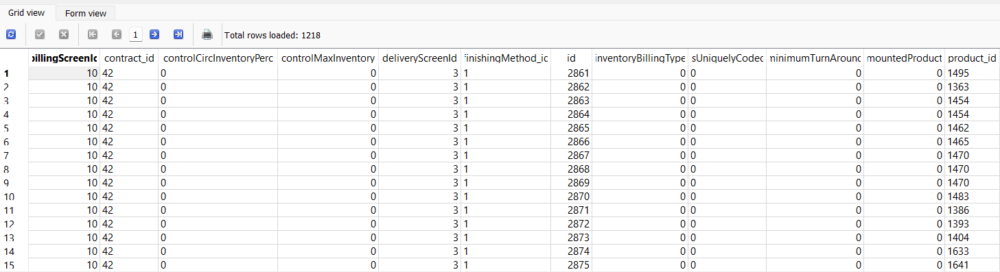 Grid view Form view
1 Total rows loaded: 1218
billingScreenId contract_id controlCircInventoryPerc controlMaxInventory deliveryScreenId finishingMethod_id id inventoryBillingType sUniquelyCoded minimumTurnAround mountedProduct product_id
1 10 42 0 0 3 1 2861 0 0 0 0 1495
2 10 42 0 0 3 1 2862 0 0 0 0 1363
3 10 42 0 0 3 1 2863 0 0 0 0 1454
4 10 42 0 0 3 1 2864 0 0 0 0 1454
5 10 42 0 0 3 1 2865 0 0 0 0 1462
6 10 42 0 0 3 1 2866 0 0 0 0 1465
7 10 42 0 0 3 1 2867 0 0 0 0 1470
8 10 42 0 0 3 1 2868 0 0 0 0 1470
9 10 42 0 0 3 1 2869 0 0 0 0 1470
10 10 42 0 0 3 1 2870 0 0 0 0 1483
11 10 42 0 0 3 1 2871 0 0 0 0 1386
12 10 42 0 0 3 1 2872 0 0 0 0 1393
13 10 42 0 0 3 1 2873 0 0 0 0 1404
14 10 42 0 0 3 1 2874 0 0 0 0 1633
15 10 42 0 0 3 1 2875 0 0 0 0 1641